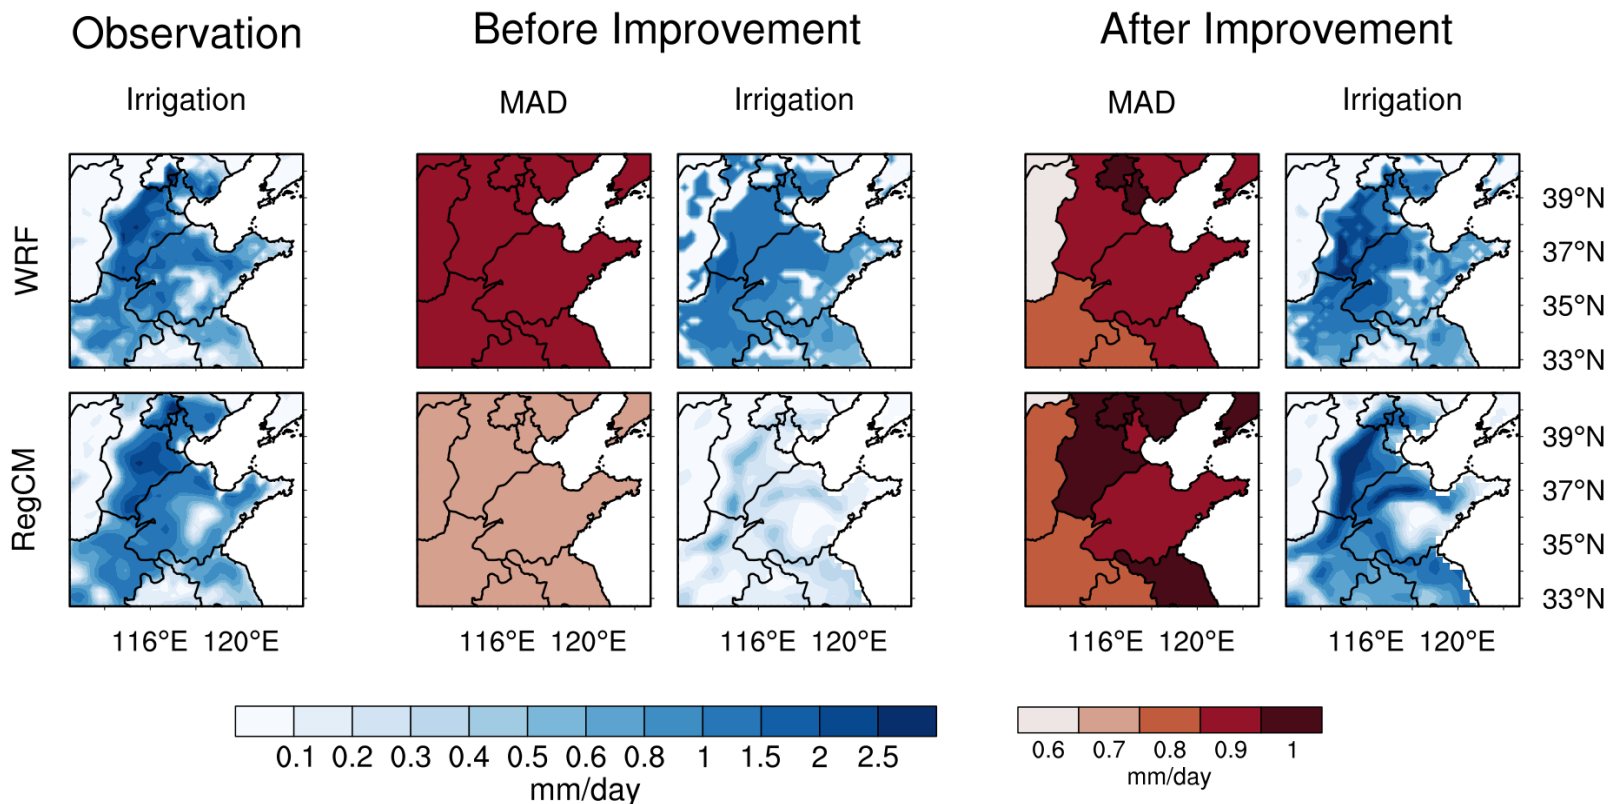 Observation Before Improvement After Improvement
Irrigation MAD Irrigation MAD Irrigation
WRF
39°N
37°N
35°N
33°N
RegCM
39°N
37°N
35°N
33°N
116°E 120°E 116°E 120°E 116°E 120°E 116°E 120°E 116°E 120°E
0.1 0.2 0.3 0.4 0.5 0.6 0.8 1 1.5 2 2.5
mm/day
0.6 0.7 0.8 0.9 1
mm/day